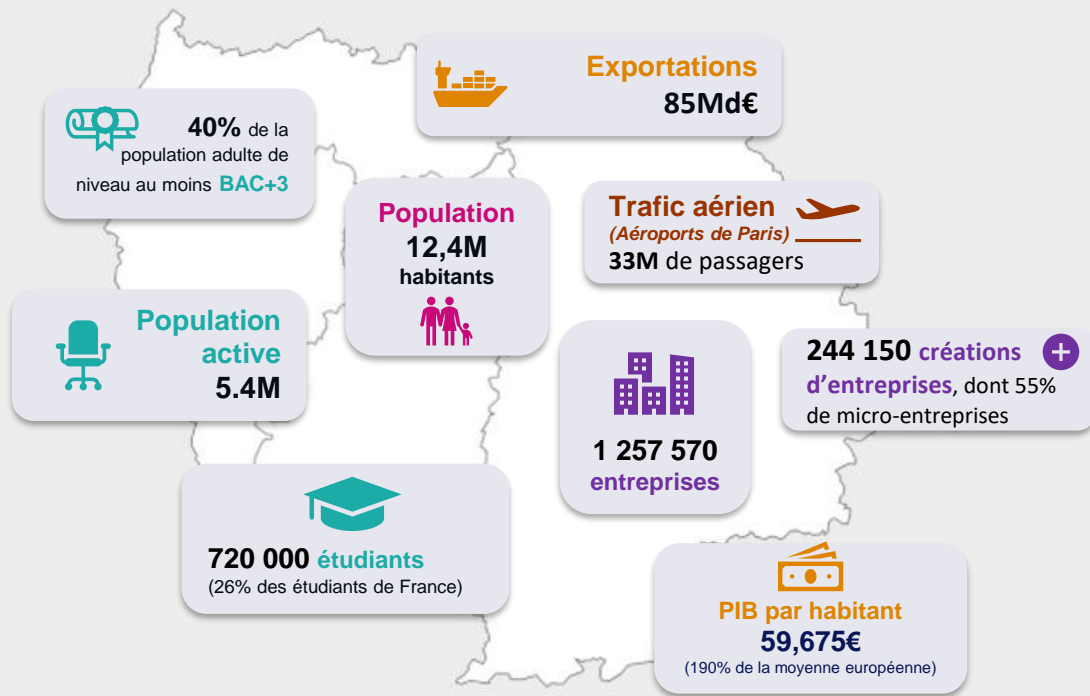 Exportations
85Md€
40% de la
population adulte de
niveau au moins BAC+3
Population
12,4M
habitants
Trafic aérien
(Aéroports de Paris)
33M de passagers
Population
active
5.4M
244 150 créations
d’entreprises, dont 55%
de micro-entreprises
1 257 570
entreprises
720 000 étudiants
(26% des étudiants de France)
PIB par habitant
59,675€
(190% de la moyenne européenne)